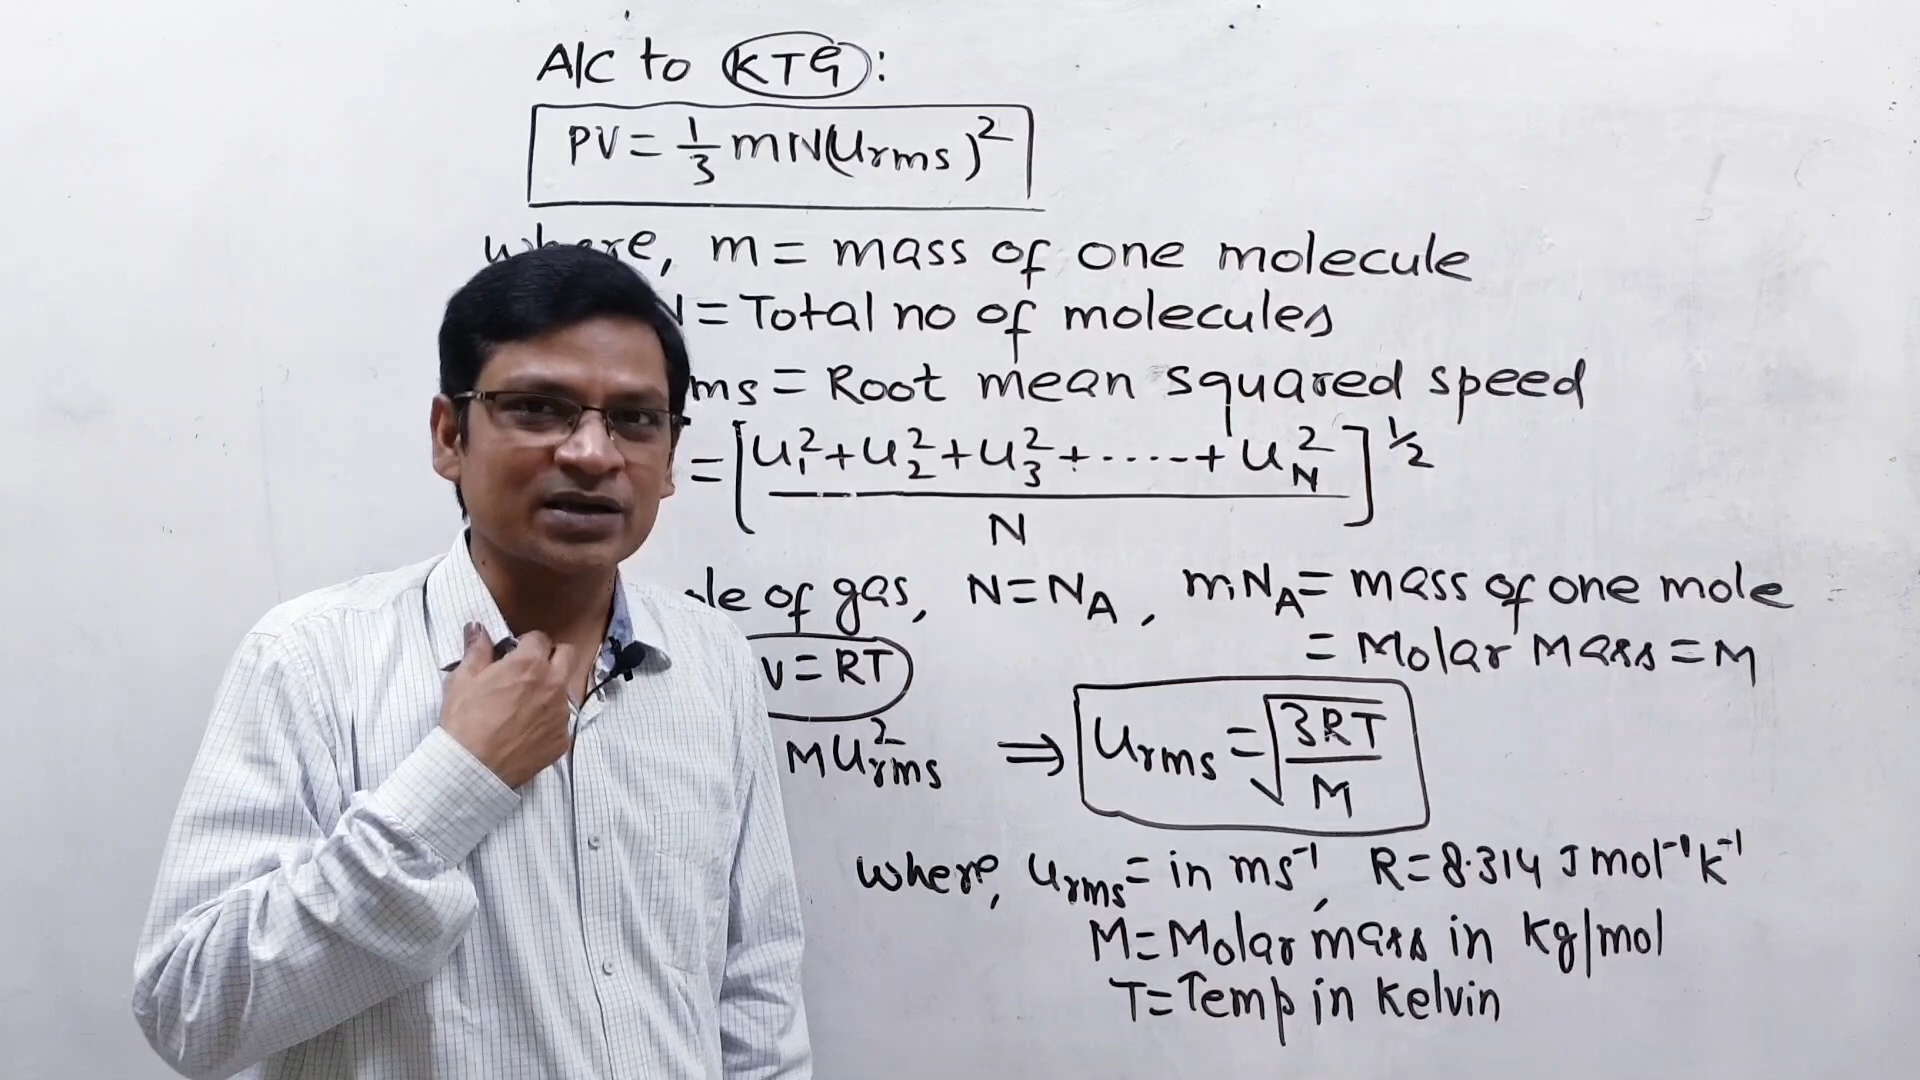 A/C to KTG:
PV = 1/3 mN(Urms)²
where, m = mass of one molecule
= Total no of molecules
ms = Root mean squared speed
= [U₁² + U₂² + U₃² + ..... + U_N² / N]^½
of gas, N = N_A, mN_A = mass of one mole
= Molar Mass = M
V = RT
MU²rms ⇒ Urms = √(3RT/M)
where, Urms = in ms⁻¹, R = 8.314 J mol⁻¹ K⁻¹
M = Molar mass in kg/mol
T = Temp in Kelvin